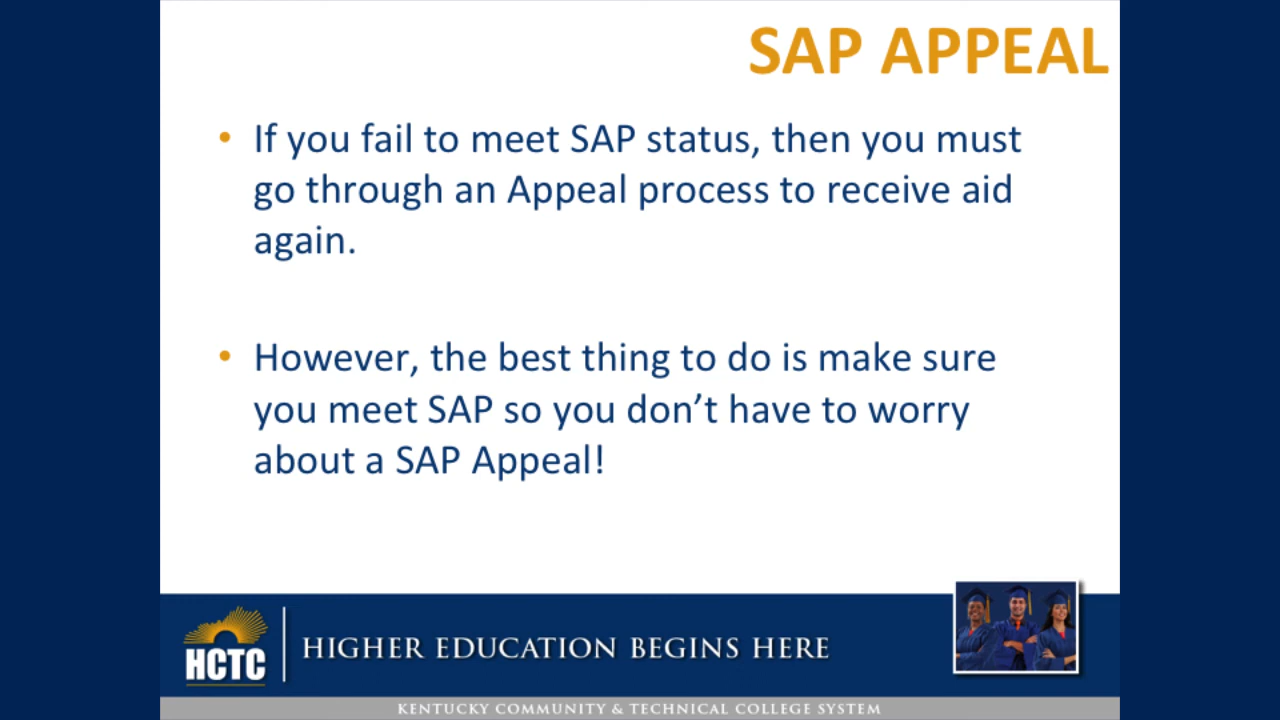 SAP APPEAL
• If you fail to meet SAP status, then you must
go through an Appeal process to receive aid
again.
• However, the best thing to do is make sure
you meet SAP so you don’t have to worry
about a SAP Appeal!
HCTC
HIGHER EDUCATION BEGINS HERE
KENTUCKY COMMUNITY & TECHNICAL COLLEGE SYSTEM